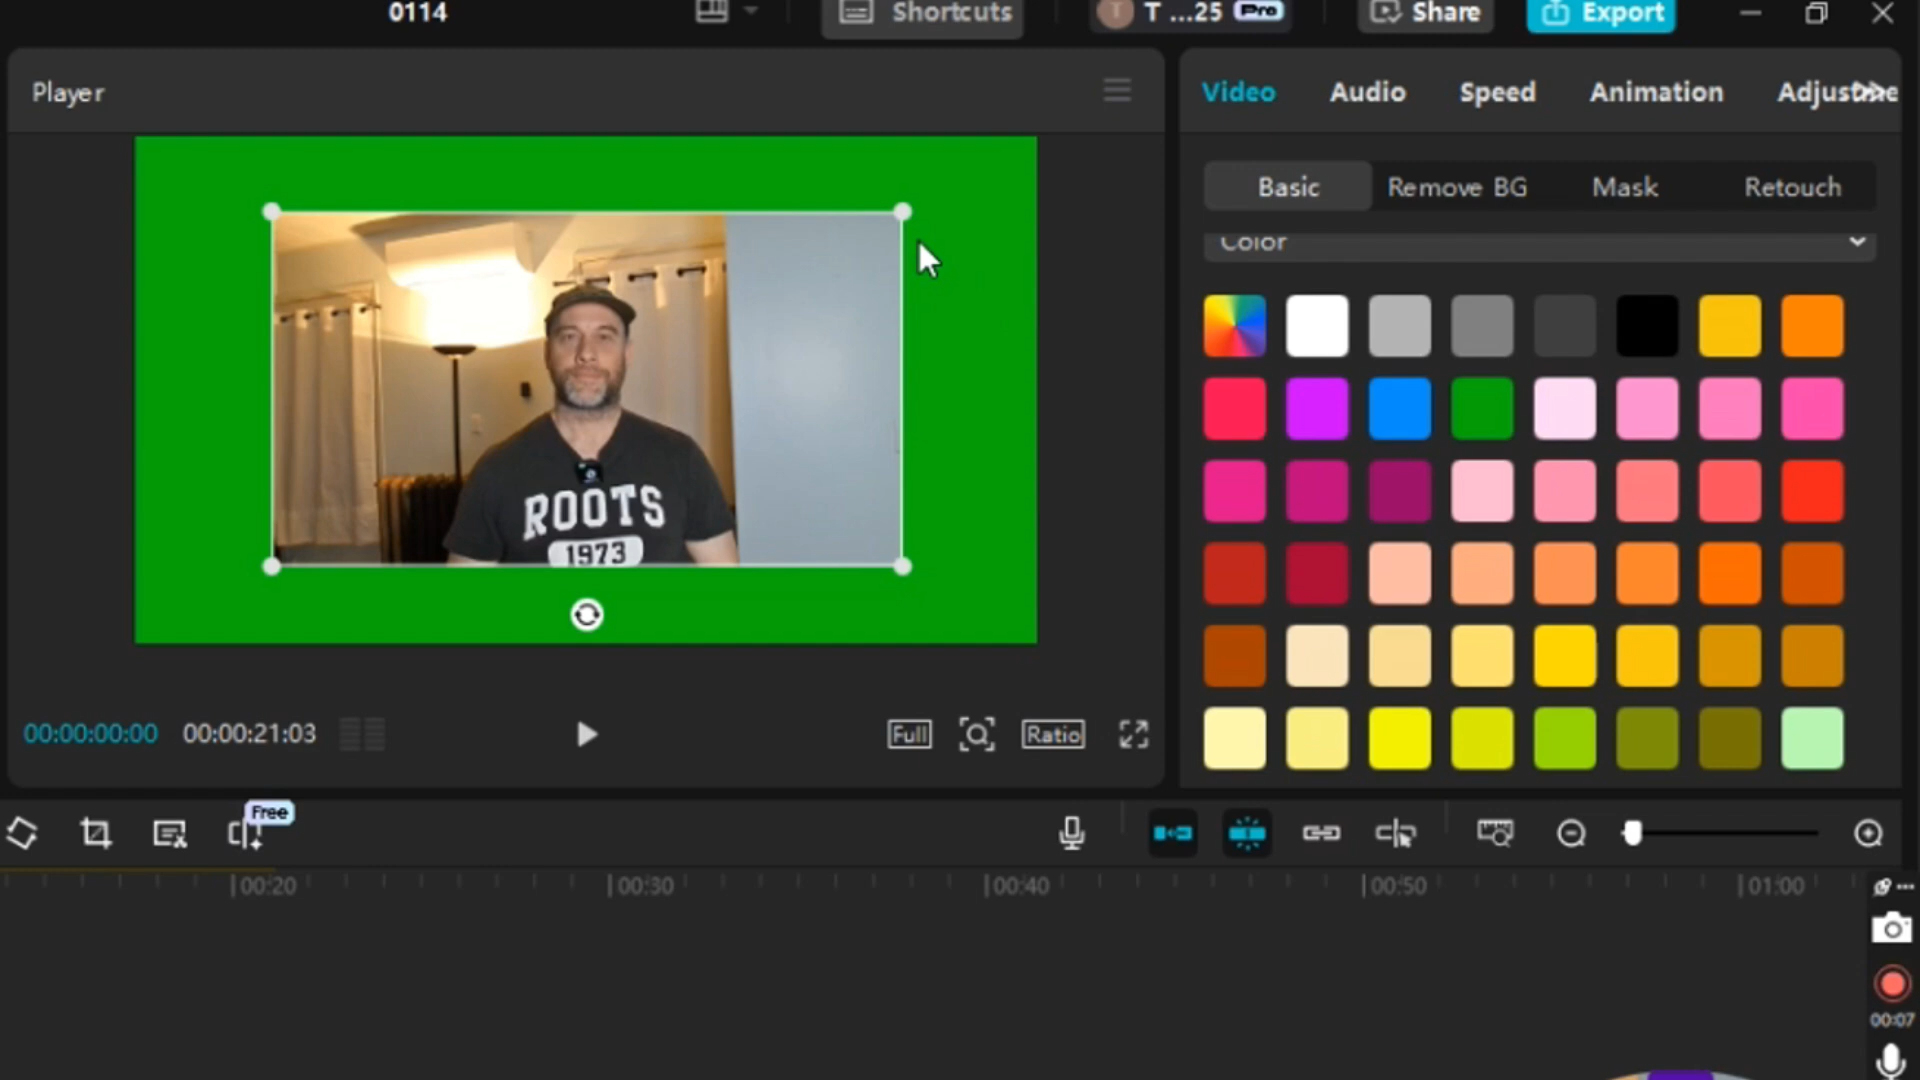 0114
Shortcuts
T ...25 Pro
Share
Export
Player
Video
Audio
Speed
Animation
Basic
Remove BG
Mask
Retouch
Color
ROOTS
1973
00:00:00:00
00:00:21:03
Full
Ratio
Free
00:20
00:30
00:40
00:50
01:00
00:07